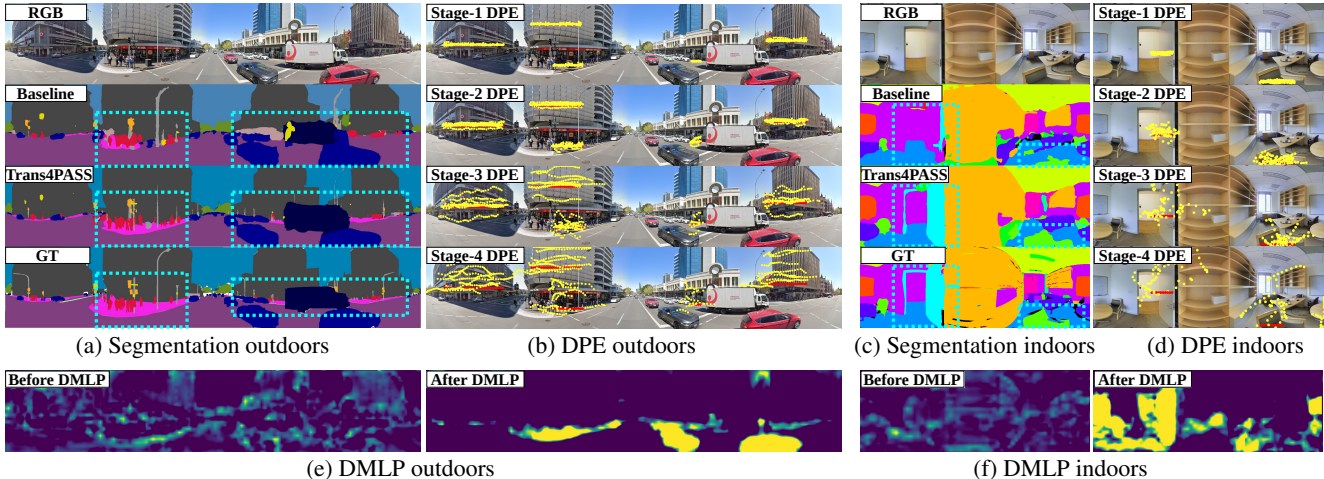 RGB
Baseline
Trans4PASS
GT
(a) Segmentation outdoors
Stage-1 DPE
Stage-2 DPE
Stage-3 DPE
Stage-4 DPE
(b) DPE outdoors
RGB
Baseline
Trans4PASS
GT
(c) Segmentation indoors
Stage-1 DPE
Stage-2 DPE
Stage-3 DPE
Stage-4 DPE
(d) DPE indoors
Before DMLP
After DMLP
(e) DMLP outdoors
Before DMLP
After DMLP
(f) DMLP indoors